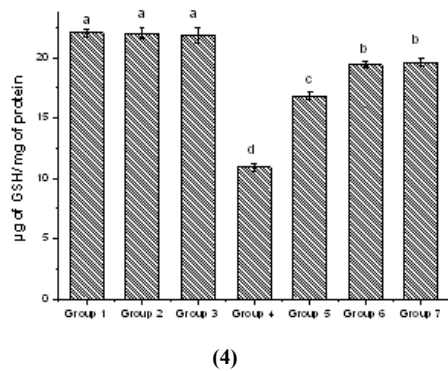 a a a d c b b
20
15
10
5
0
µg of GSH/mg of protein
Group 1 Group 2 Group 3 Group 4 Group 5 Group 6 Group 7
(4)